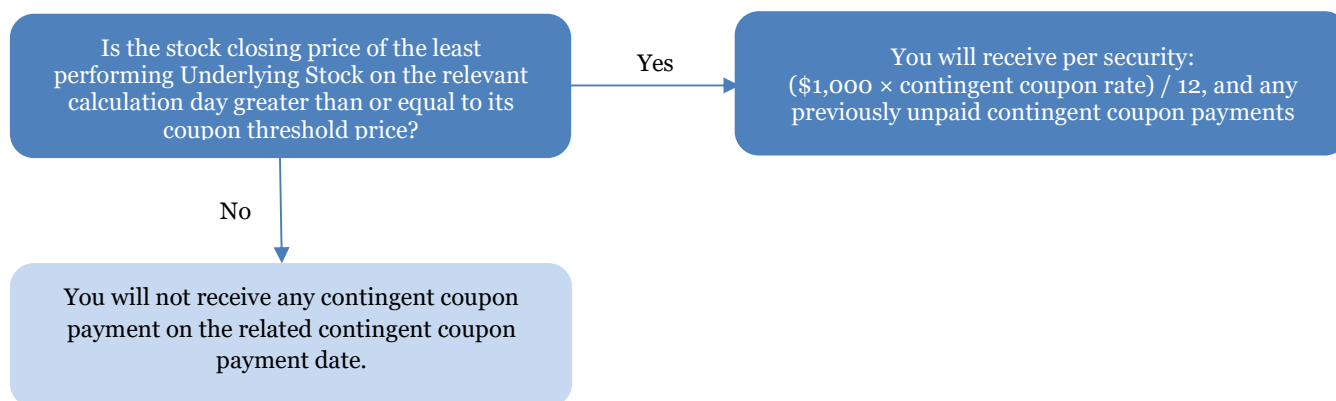 Is the stock closing price of the least
performing Underlying Stock on the relevant
calculation day greater than or equal to its
coupon threshold price?
Yes
You will receive per security:
($1,000 × contingent coupon rate) / 12, and any
previously unpaid contingent coupon payments
No
You will not receive any contingent coupon
payment on the related contingent coupon
payment date.